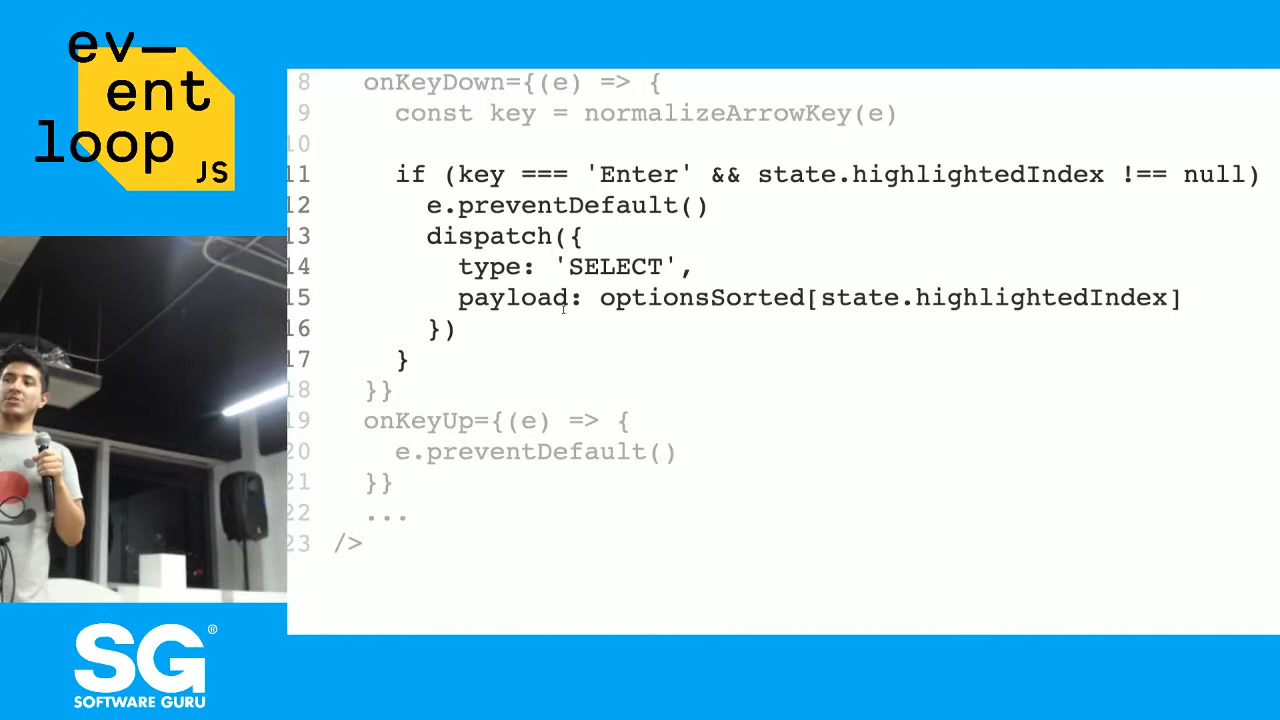 ev—
ent
loop
JS
8 onKeyDown={(e) => {
9 const key = normalizeArrowKey(e)
10
11 if (key === 'Enter' && state.highlightedIndex !== null)
12 e.preventDefault()
13 dispatch({
14 type: 'SELECT',
15 payload: optionsSorted[state.highlightedIndex]
16 })
17 }
18 }}
19 onKeyUp={(e) => {
20 e.preventDefault()
21 }}
22 ...
23 />
SG®
SOFTWARE GURU